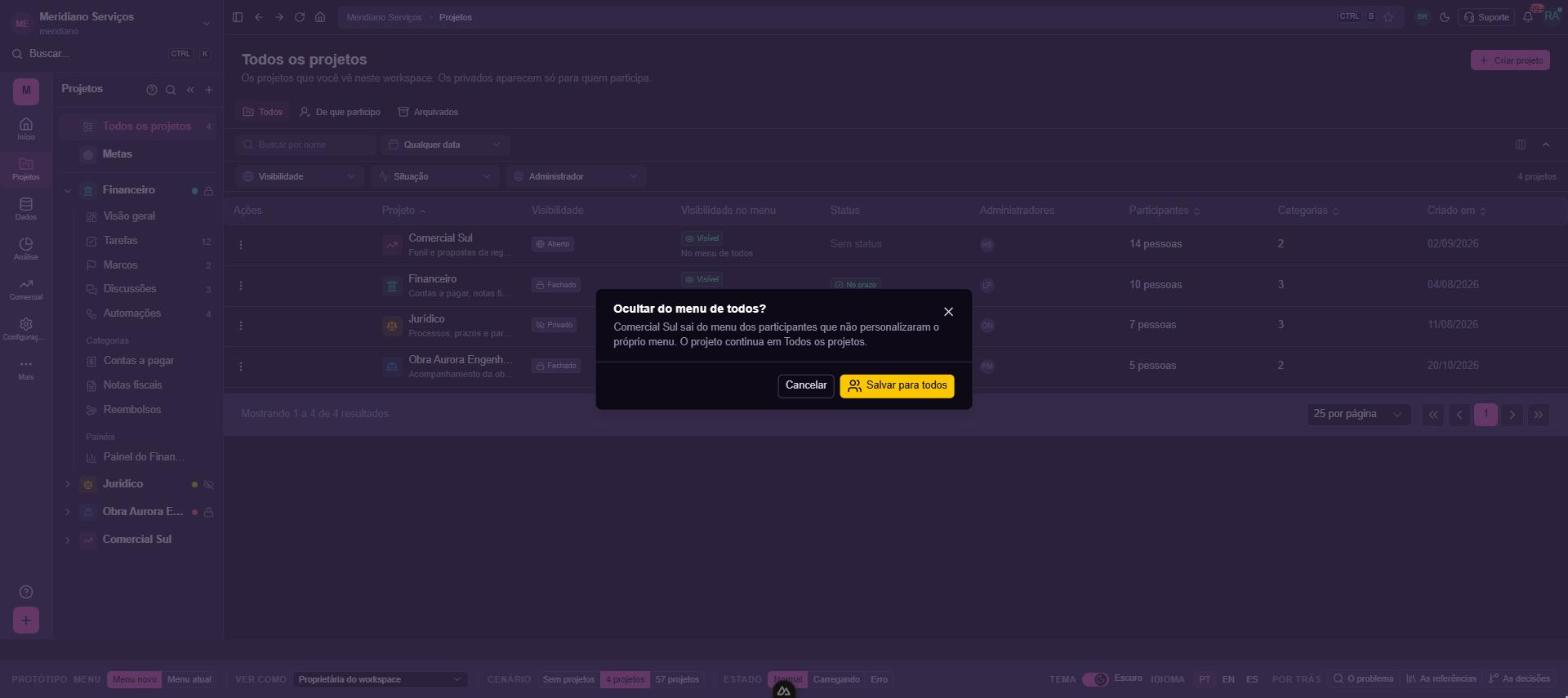 ME
Meridiano Serviços
meridiano
Buscar...
CTRL
K
M
Início
Projetos
Dados
Análise
Comercial
Configuraç...
Mais
Projetos
Todos os projetos
4
Metas
Financeiro
Visão geral
Tarefas
12
Marcos
2
Discussões
3
Automações
4
Categorias
Contas a pagar
Notas fiscais
Reembolsos
Painéis
Painel do Finan...
Jurídico
Obra Aurora E...
Comercial Sul
Meridiano Serviços
Projetos
CTRL
B
BR
Suporte
RA
Todos os projetos
Os projetos que você vê neste workspace. Os privados aparecem só para quem participa.
Criar projeto
Todos
De que participo
Arquivados
Buscar por nome
Qualquer data
Visibilidade
Situação
Administrador
4 projetos
Ações
Projeto
Visibilidade
Visibilidade no menu
Status
Administradores
Participantes
Categorias
Criado em
Comercial Sul
Funil e propostas da reg...
Aberto
Visível
No menu de todos
Sem status
14 pessoas
2
02/09/2026
Financeiro
Contas a pagar, notas fi...
Fechado
Visível
No prazo
LP
10 pessoas
3
04/08/2026
Jurídico
Processos, prazos e par...
Privado
7 pessoas
3
11/08/2026
Obra Aurora Engenh...
Acompanhamento da ob...
Fechado
5 pessoas
2
20/10/2026
Mostrando 1 a 4 de 4 resultados
25 por página
1
Ocultar do menu de todos?
Comercial Sul sai do menu dos participantes que não personalizaram o
próprio menu. O projeto continua em Todos os projetos.
Cancelar
Salvar para todos
PROTÓTIPO
MENU
Menu novo
Menu atual
VER COMO
Proprietária do workspace
CENÁRIO
Sem projetos
4 projetos
57 projetos
ESTADO
Normal
Carregando
Erro
TEMA
Escuro
IDIOMA
PT
EN
ES
POR TRÁS
O problema
As referências
As decisões